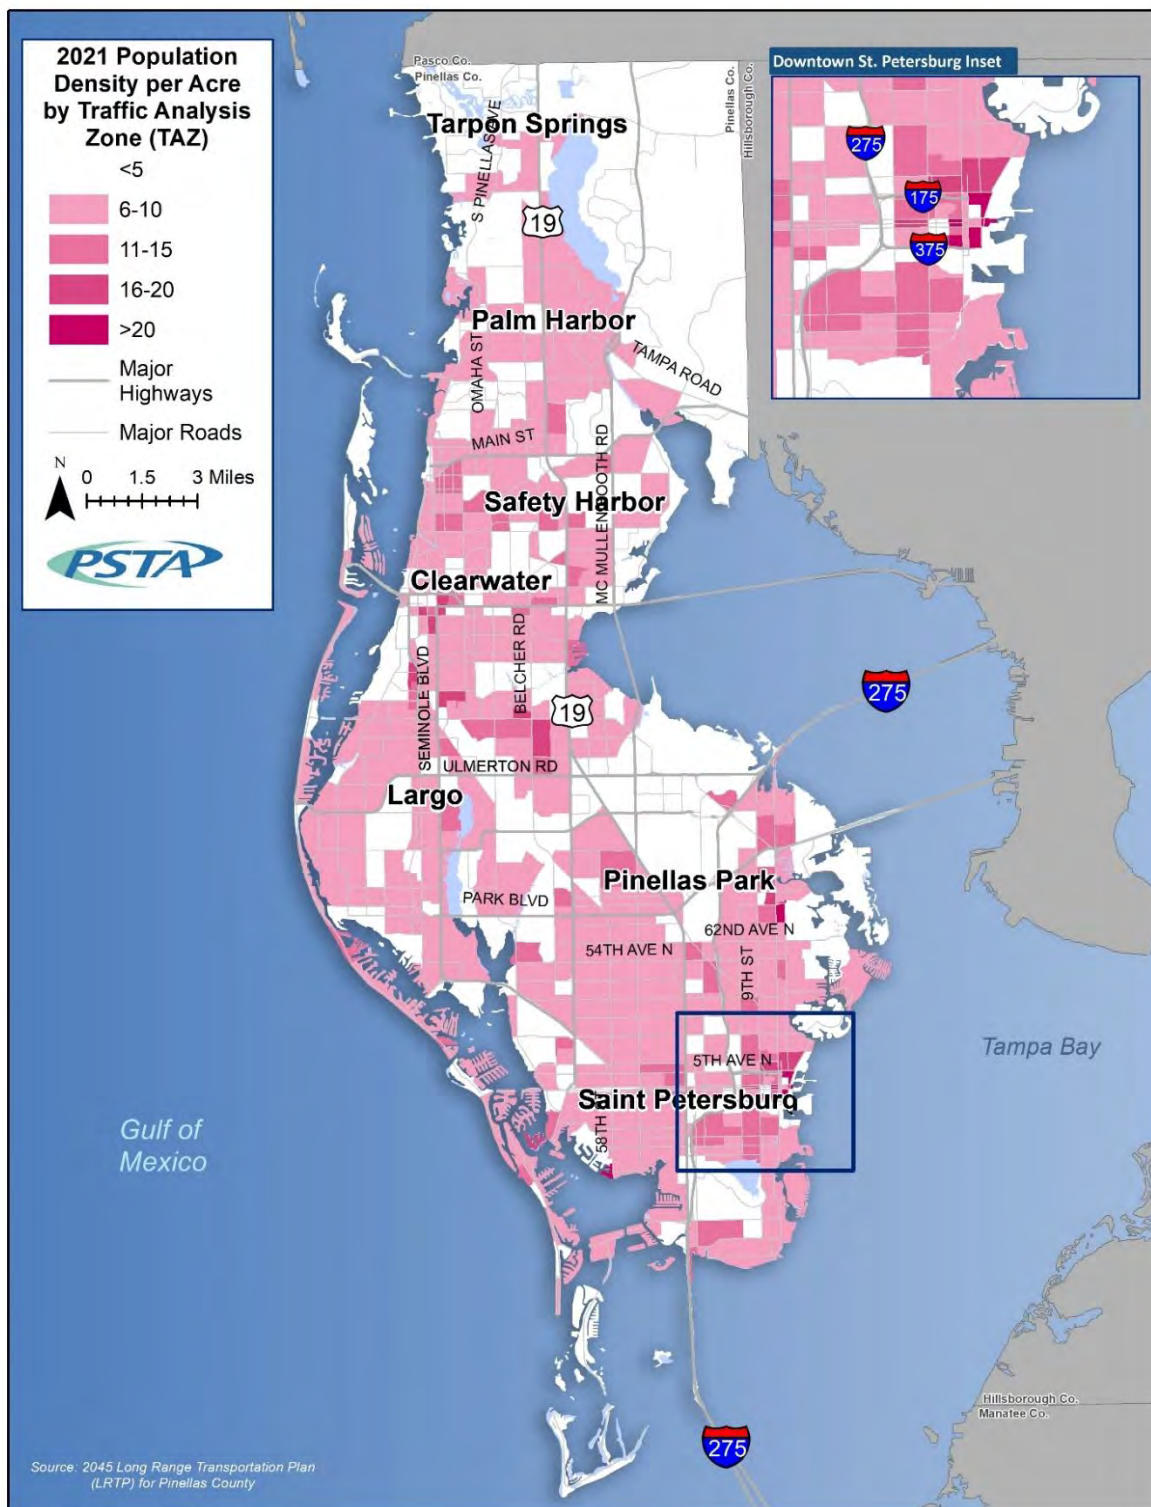 2021 Population
Density per Acre
by Traffic Analysis
Zone (TAZ)
<5
6-10
11-15
16-20
>20
Major
Highways
Major Roads
N
0 1.5 3 Miles
PSTA
Downtown St. Petersburg Inset
275
175
375
Pasco Co.
Pinellas Co.
Pinellas Co.
Hillsborough Co.
Tarpon Springs
S PINELLAS AVE
19
Palm Harbor
OMAHA ST
TAMPA ROAD
MAIN ST
MC MULLEN BOOTH RD
Safety Harbor
Clearwater
BELCHER RD
SEMINOLE BLVD
19
275
ULMERTON RD
Largo
Pinellas Park
PARK BLVD
62ND AVE N
54TH AVE N
9TH ST
5TH AVE N
Tampa Bay
Saint Petersburg
58TH ST
Gulf of
Mexico
Hillsborough Co.
Manatee Co.
275
Source: 2045 Long Range Transportation Plan
(LRTP) for Pinellas County